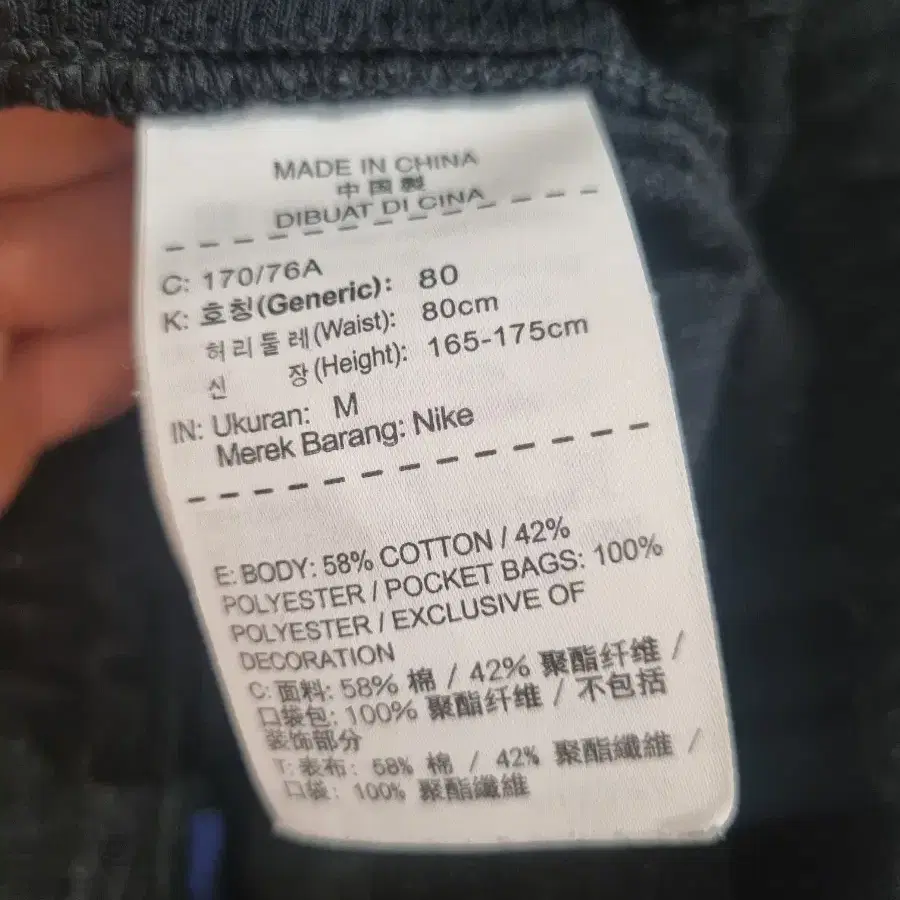 MADE IN CHINA
中国製
DIBUAT DI CINA
C: 170/76A
K: 호칭(Generic): 80
허리둘레(Waist): 80cm
신 장(Height): 165-175cm
IN: Ukuran: M
Merek Barang: Nike
E: BODY: 58% COTTON / 42%
POLYESTER / POCKET BAGS: 100%
POLYESTER / EXCLUSIVE OF
DECORATION
C: 面料: 58% 棉 / 42% 聚酯纤维 /
口袋包: 100% 聚酯纤维 / 不包括
装饰部分
T: 表布: 58% 棉 / 42% 聚酯纖維 /
口袋: 100% 聚酯纖維